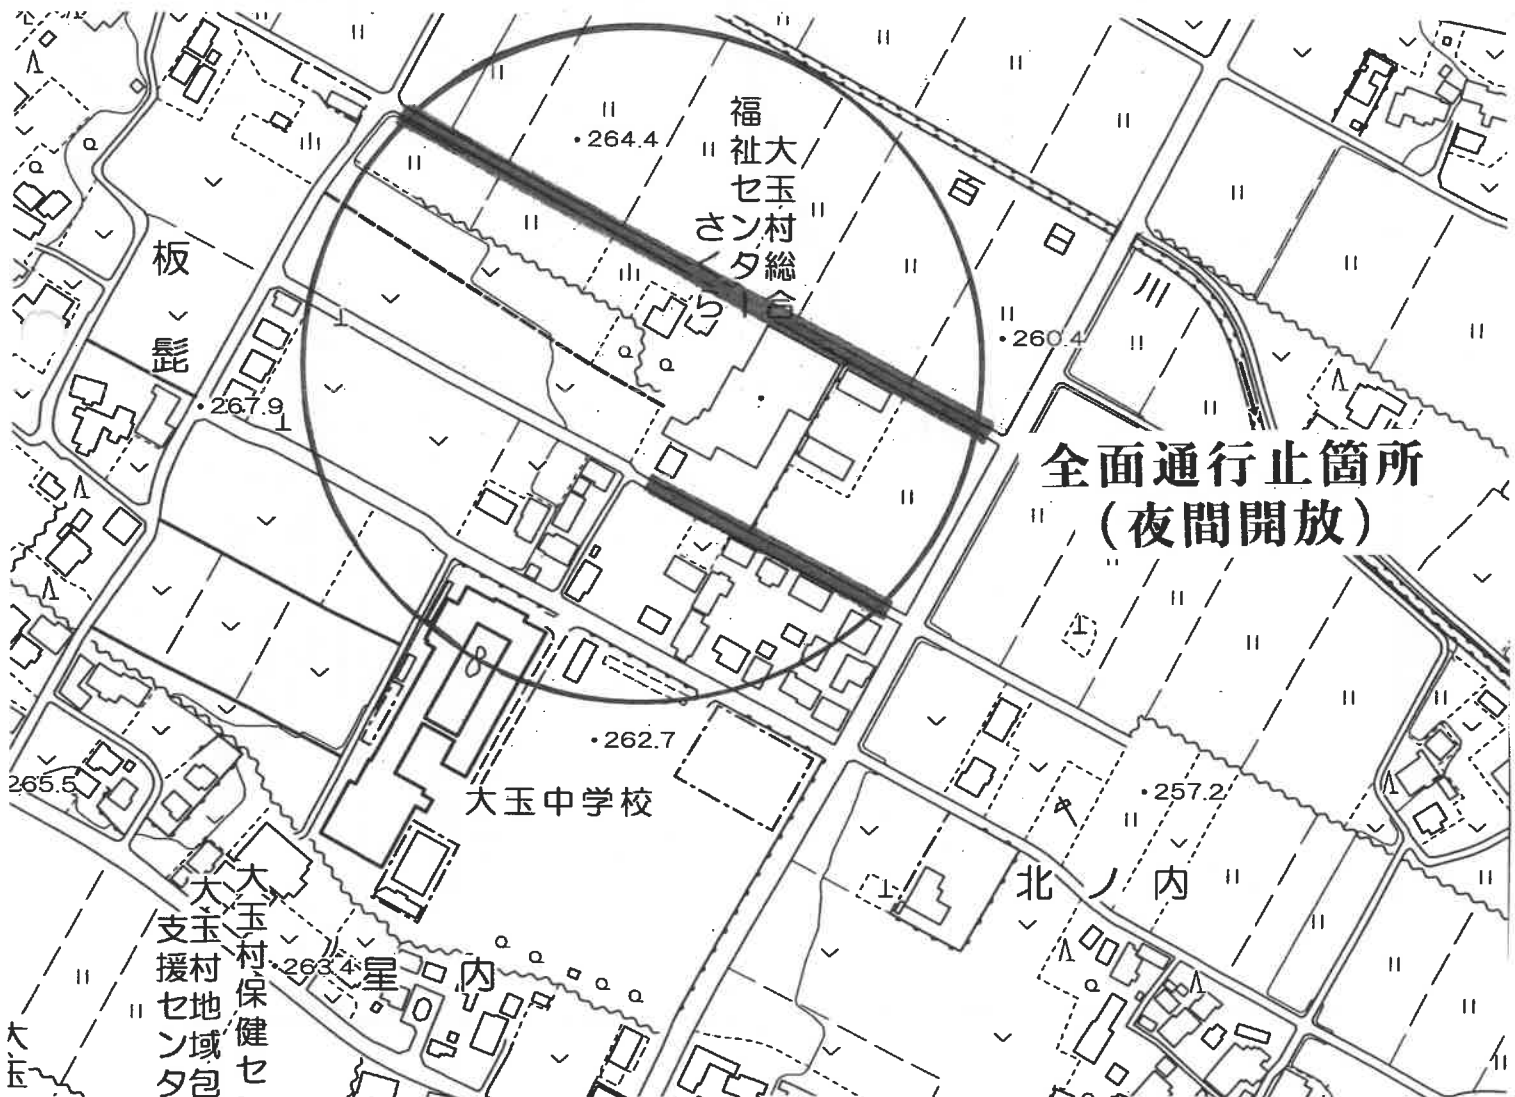 264.4
大玉村総合
福祉センター
さくら
百
川
板
髭
260.4
267.9
全面通行止箇所
（夜間開放）
262.7
265.5
大玉中学校
257.2
北ノ内
263.4
星内
大玉村保健セ
大玉村地域包
支援センタ
大玉